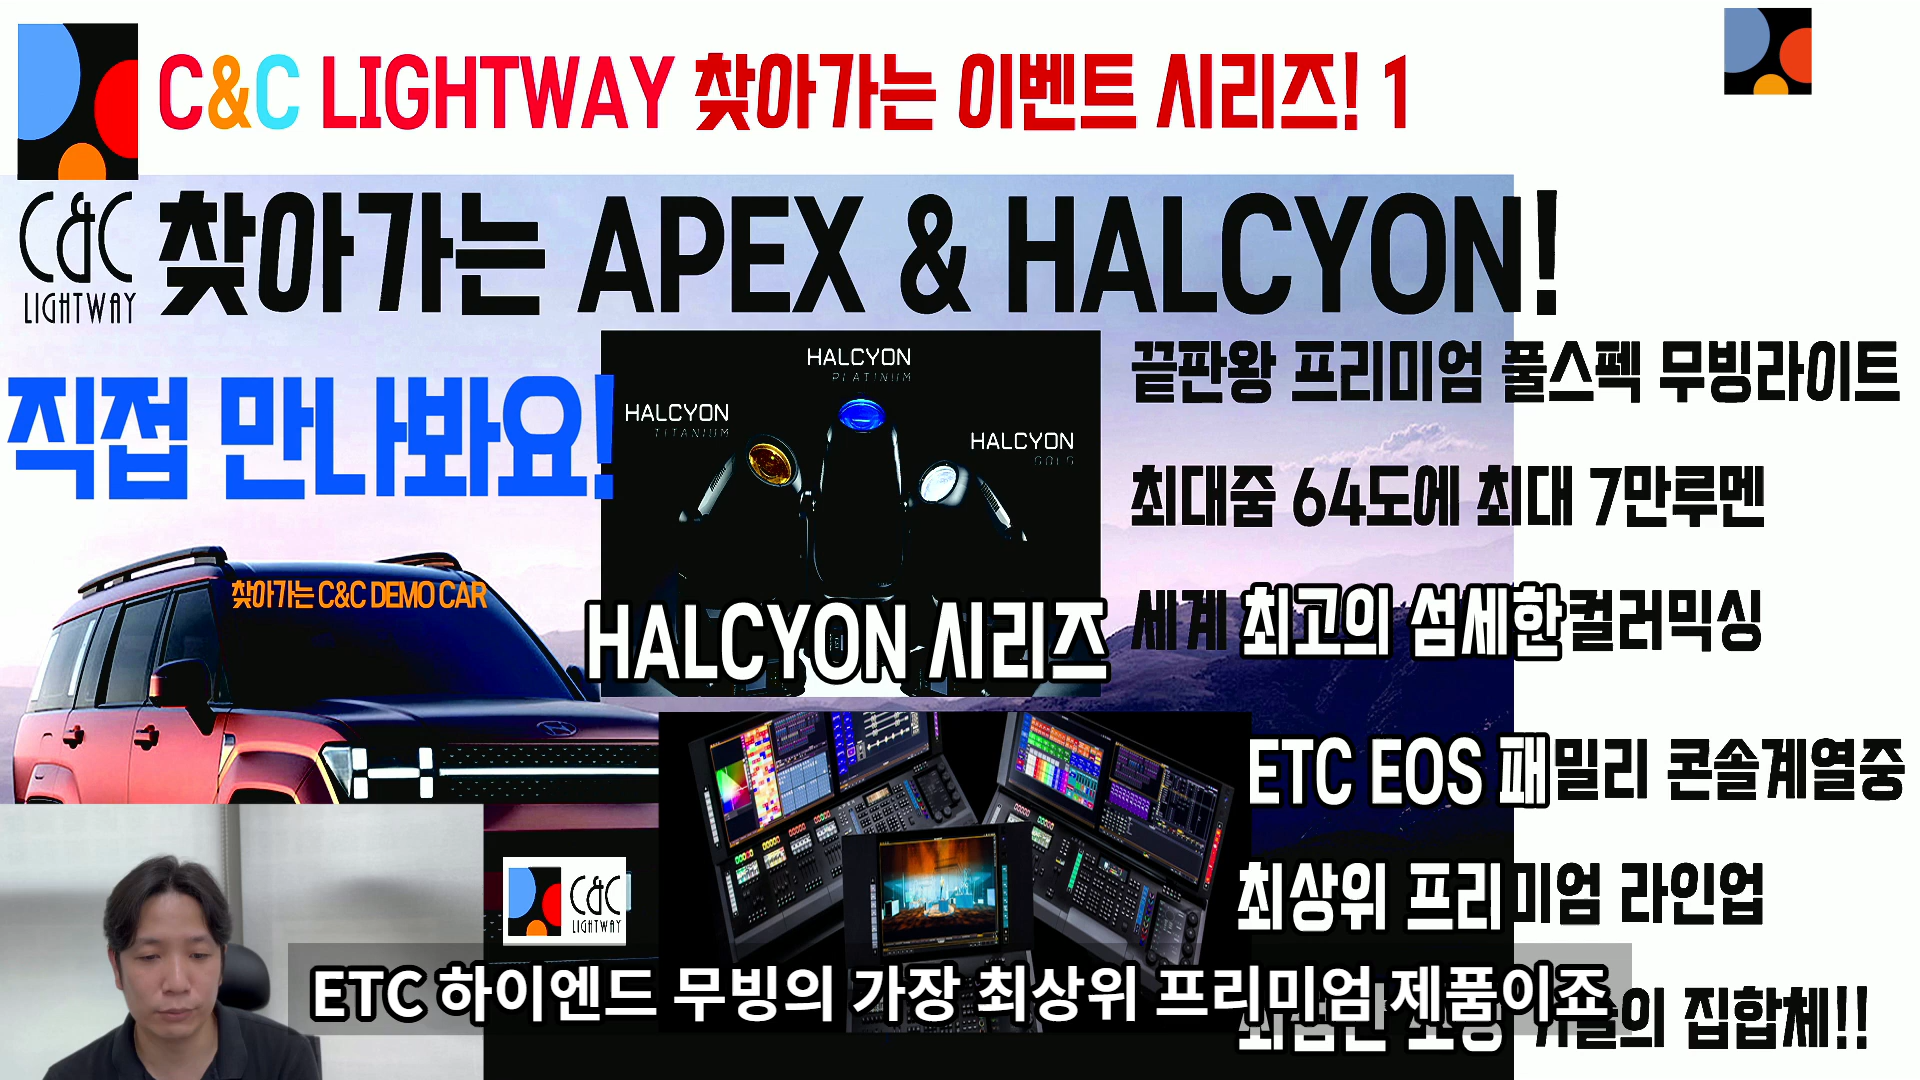 C&C LIGHTWAY 찾아가는 이벤트 시리즈! 1
C&C
LIGHTWAY
찾아가는 APEX & HALCYON!
직접 만나봐요!
찾아가는 C&C DEMO CAR
HALCYON
PLATINUM
HALCYON
TITANIUM
HALCYON
GOLD
HALCYON 시리즈
끝판왕 프리미엄 풀스펙 무빙라이트
최대줌 64도에 최대 7만루멘
세계 최고의 섬세한컬러믹싱
ETC EOS 패밀리 콘솔계열중
최상위 프리미엄 라인업
기술의 집합체!!
C&C
LIGHTWAY
ETC 하이엔드 무빙의 가장 최상위 프리미엄 제품이죠